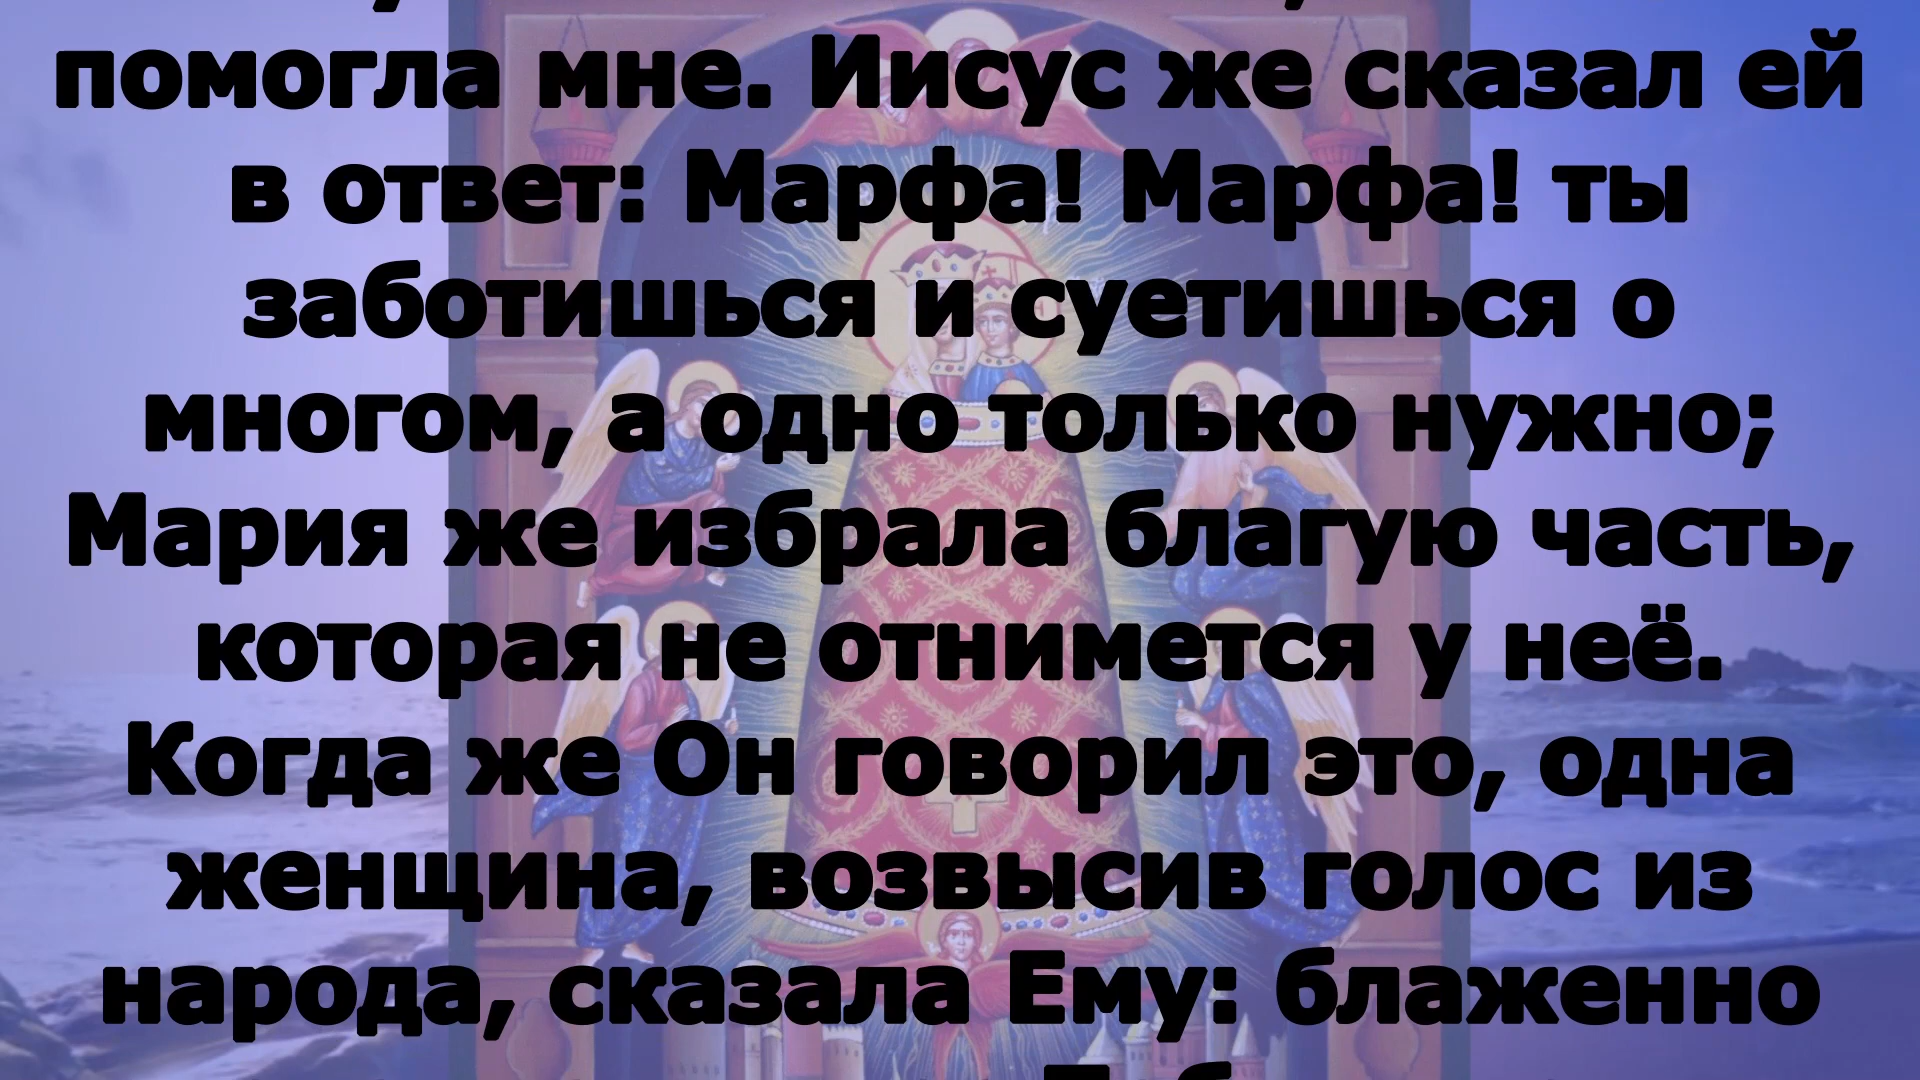 помогла мне. Иисус же сказал ей
в ответ: Марфа! Марфа! ты
заботишься и суетишься о
многом, а одно только нужно;
Мария же избрала благую часть,
которая не отнимется у неё.
Когда же Он говорил это, одна
женщина, возвысив голос из
народа, сказала Ему: блаженно